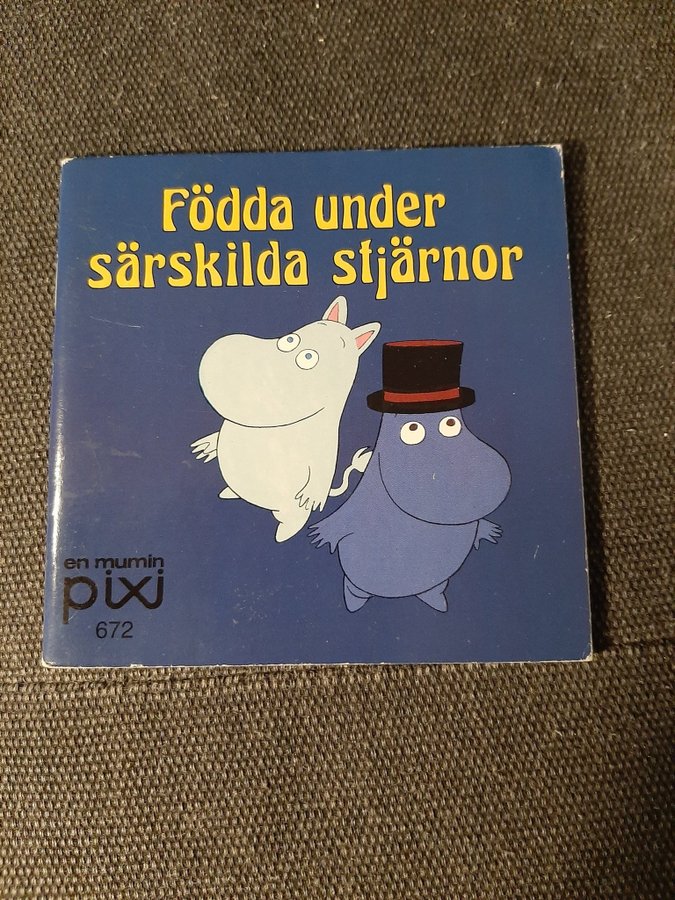 Födda under
särskilda stjärnor
en mumin
pixi
672